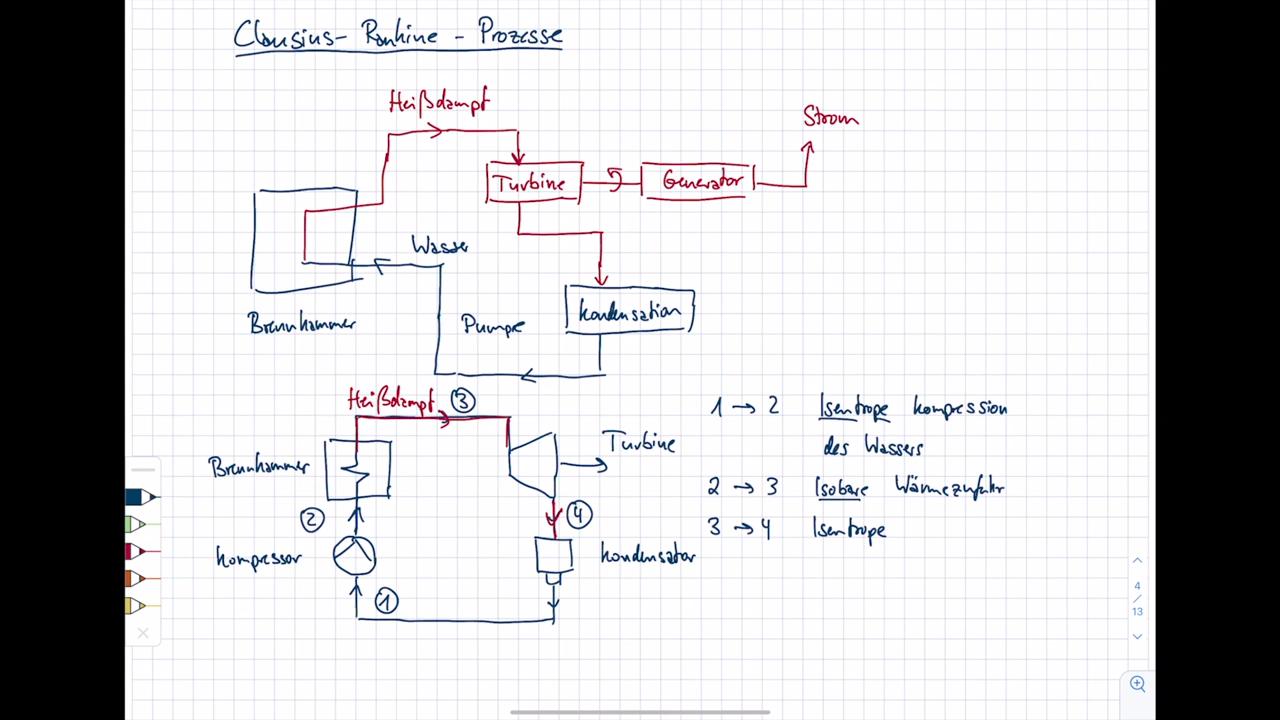 Clausius-Rankine-Prozesse
Heißdampf
Strom
Turbine
Generator
Wasser
Kondensation
Brennkammer
Pumpe
Heißdampf
3
1 → 2 Isentrope Kompression
des Wassers
Turbine
Brennkammer
2 → 3 Isobare Wärmezufuhr
2
4
3 → 4 Isentrope
Kompressor
Kondensator
1
4
/
13